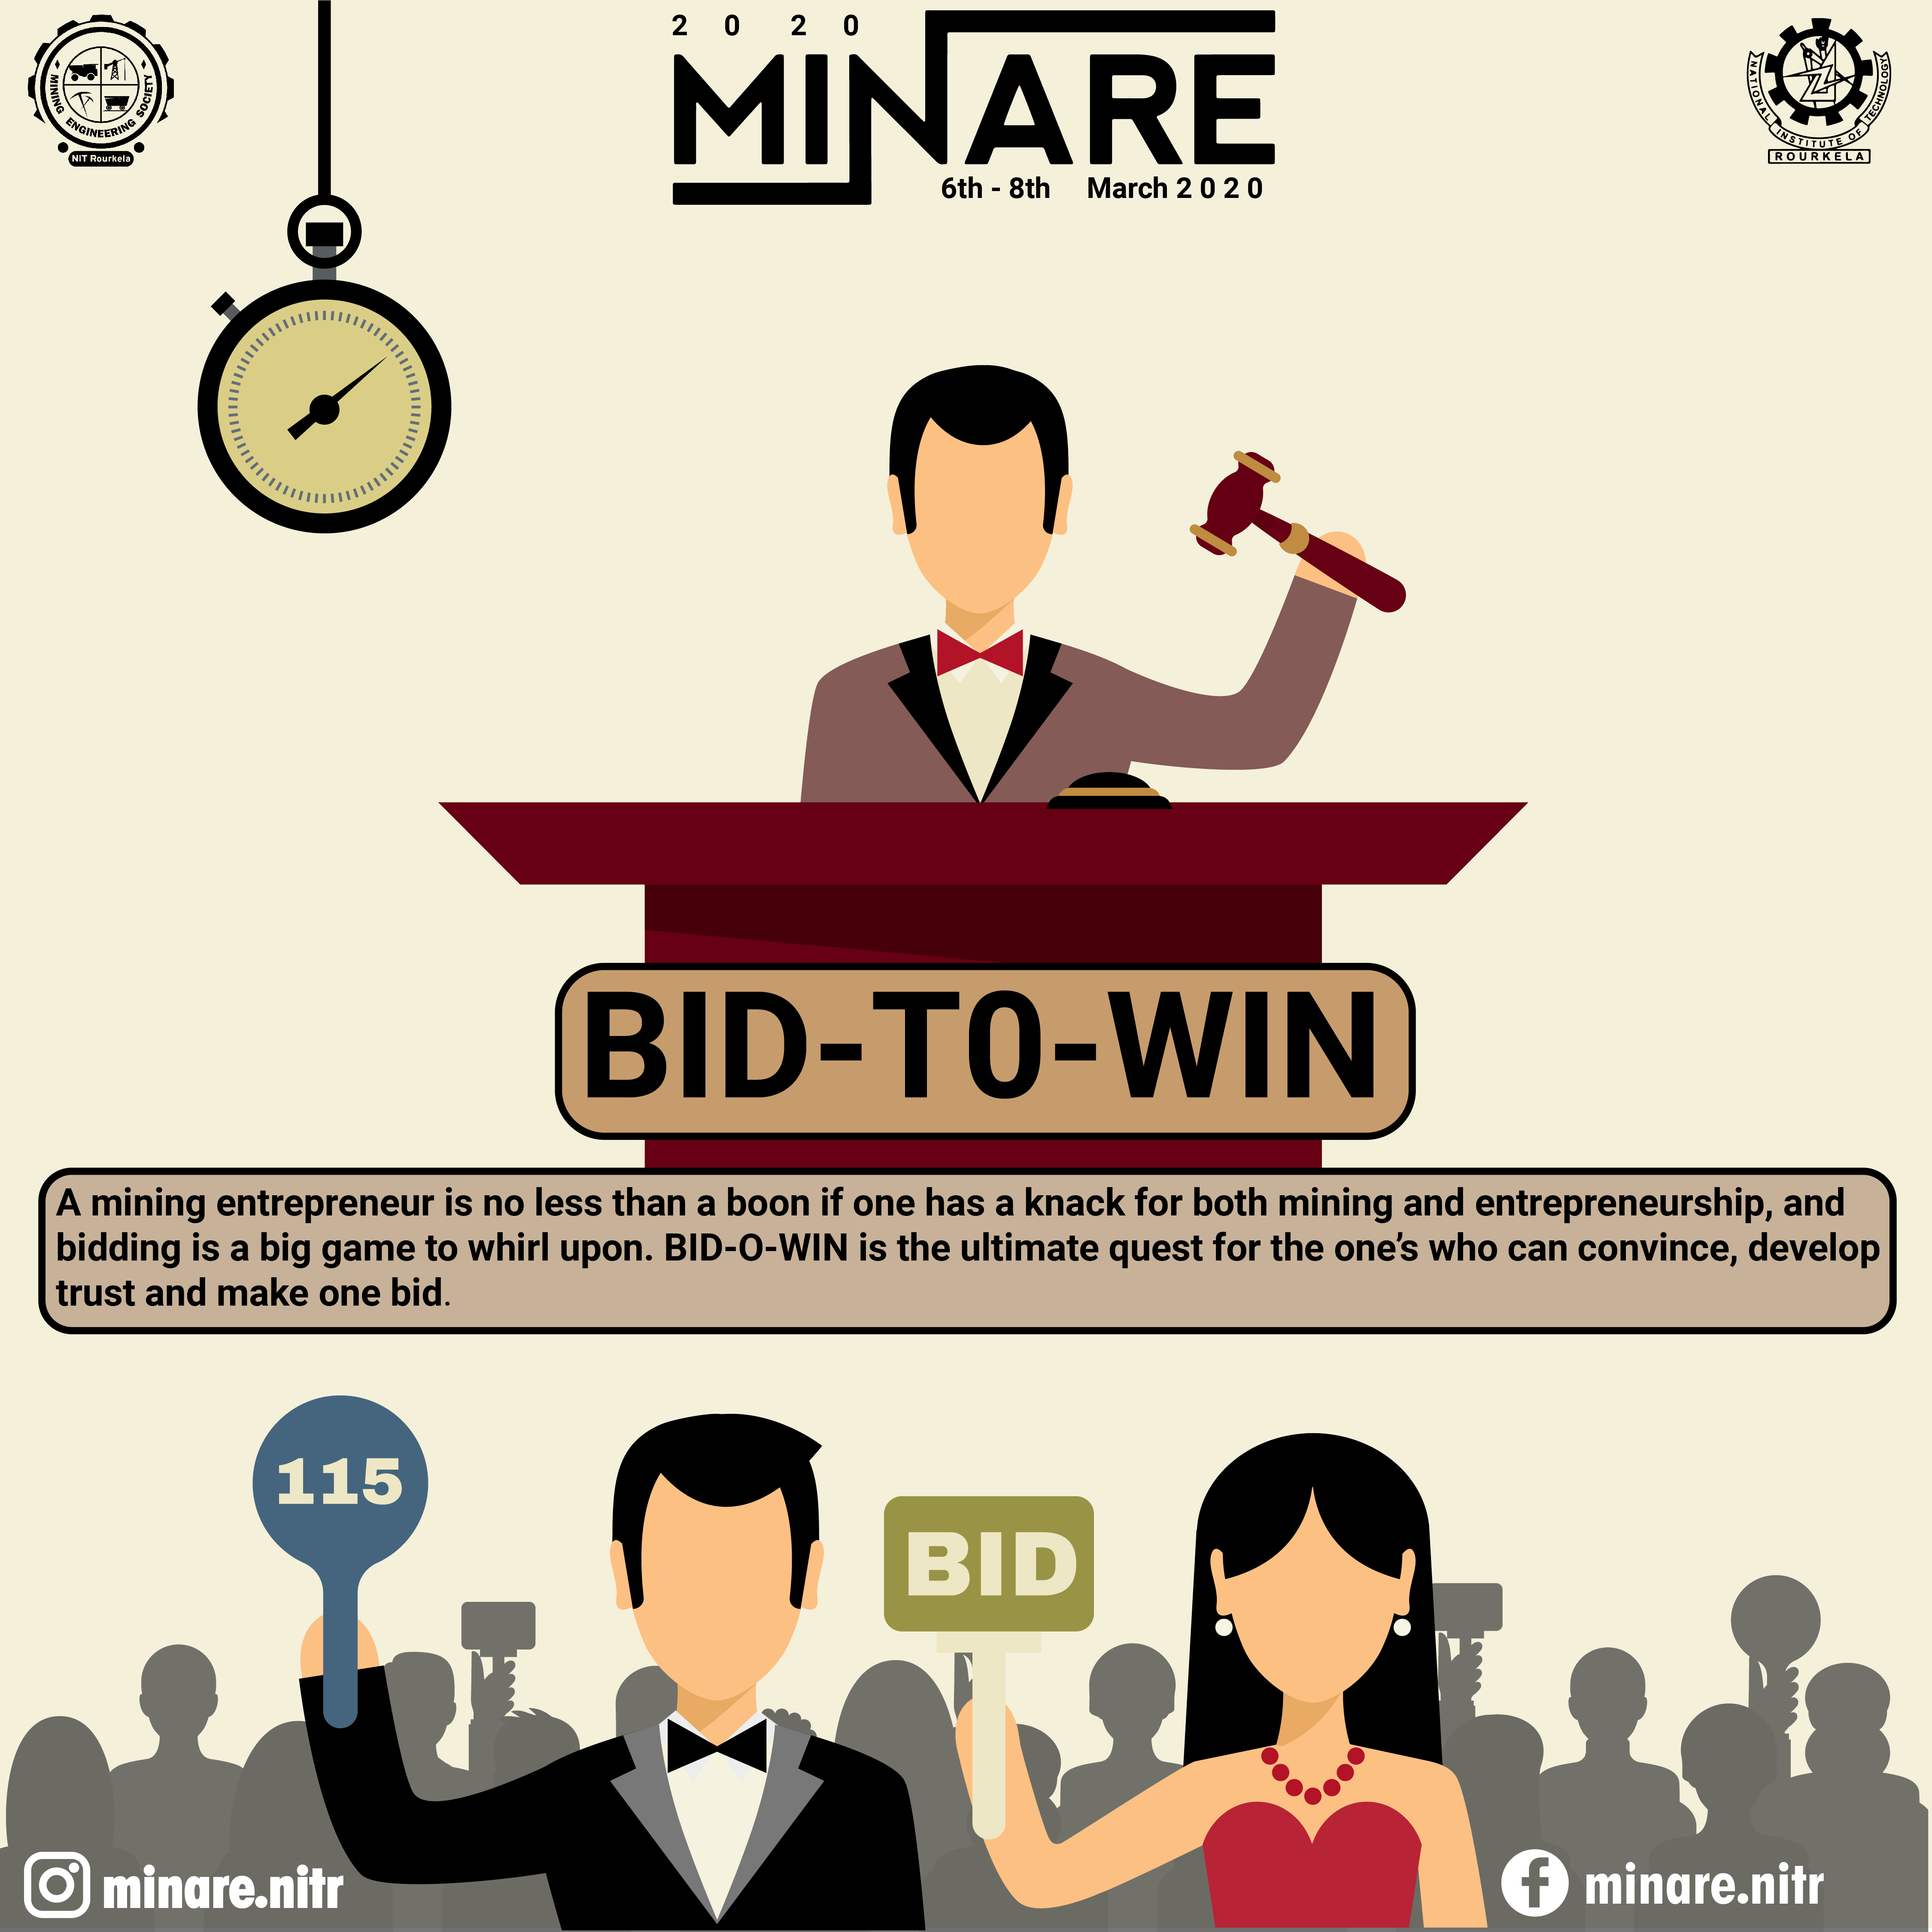 MINING ENGINEERING SOCIETY
NIT Rourkela
2 0 2 0
MINARE
6th - 8th March 2 0 2 0
NATIONAL INSTITUTE OF TECHNOLOGY
ROURKELA
BID-TO-WIN
A mining entrepreneur is no less than a boon if one has a knack for both mining and entrepreneurship, and
bidding is a big game to whirl upon. BID-O-WIN is the ultimate quest for the one’s who can convince, develop
trust and make one bid.
115
BID
minare.nitr
minare.nitr